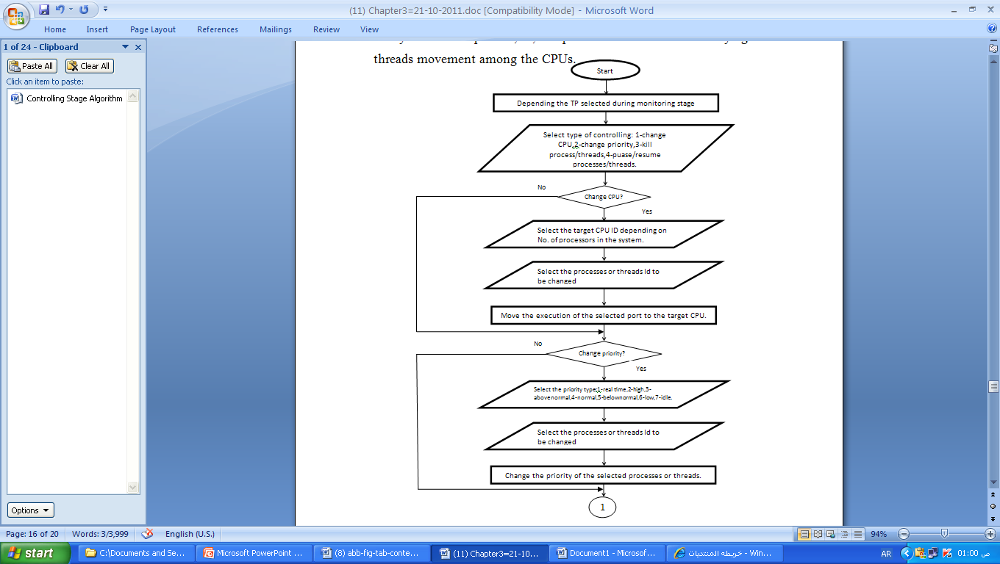 (11) Chapter3=21-10-2011.doc [Compatibility Mode] - Microsoft Word
Home Insert Page Layout References Mailings Review View
1 of 24 - Clipboard
Paste All Clear All
Click an item to paste:
Controlling Stage Algorithm
threads movement among the CPUs.
Start
Depending the TP selected during monitoring stage
Select type of controlling: 1-change
CPU,2-change priority,3-kill
process/threads,4-puase/resume
processes/threads.
No
Change CPU?
Yes
Select the target CPU ID depending on
No. of processors in the system.
Select the processes or threads id to
be changed
Move the execution of the selected port to the target CPU.
No
Change priority?
Yes
Select the priority type;1-real time,2-high,3-
abovenormal,4-normal,5-belownormal,6-low,7-idle.
Select the processes or threads id to
be changed
Change the priority of the selected processes or threads.
1
Options
Page: 16 of 20 Words: 3/3,999 English (U.S.) 94%
start C:\Documents and Se... Microsoft PowerPoint ... (8) abb-fig-tab-conte... (11) Chapter3=21-10... Document1 - Microsof... خريطه المنتديات - Win... AR 01:00 ص